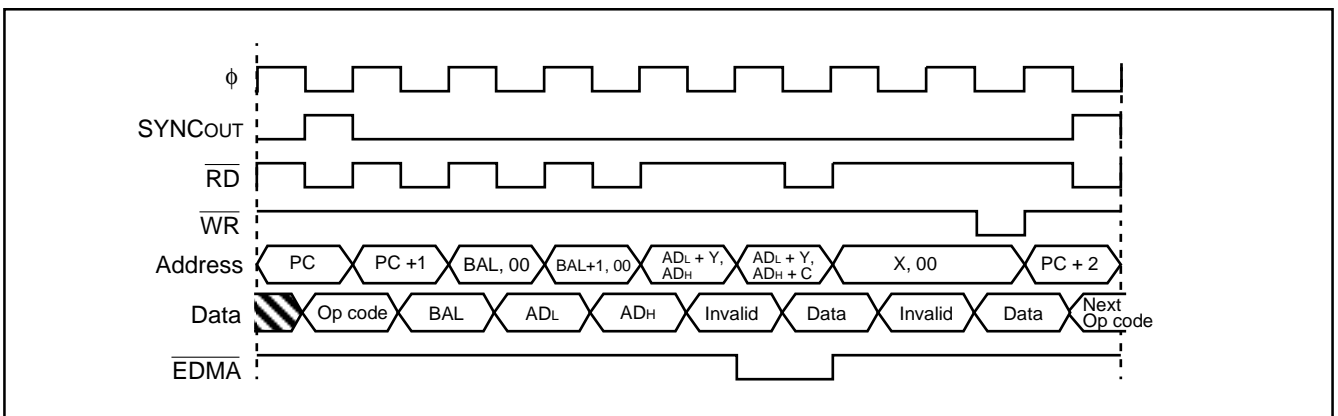 ϕ
SYNCOUT
RD
WR
Address PC PC +1 BAL, 00 BAL+1, 00 ADL + Y, ADH ADL + Y, ADH + C X, 00 PC + 2
Data Op code BAL ADL ADH Invalid Data Invalid Data Next Op code
EDMA